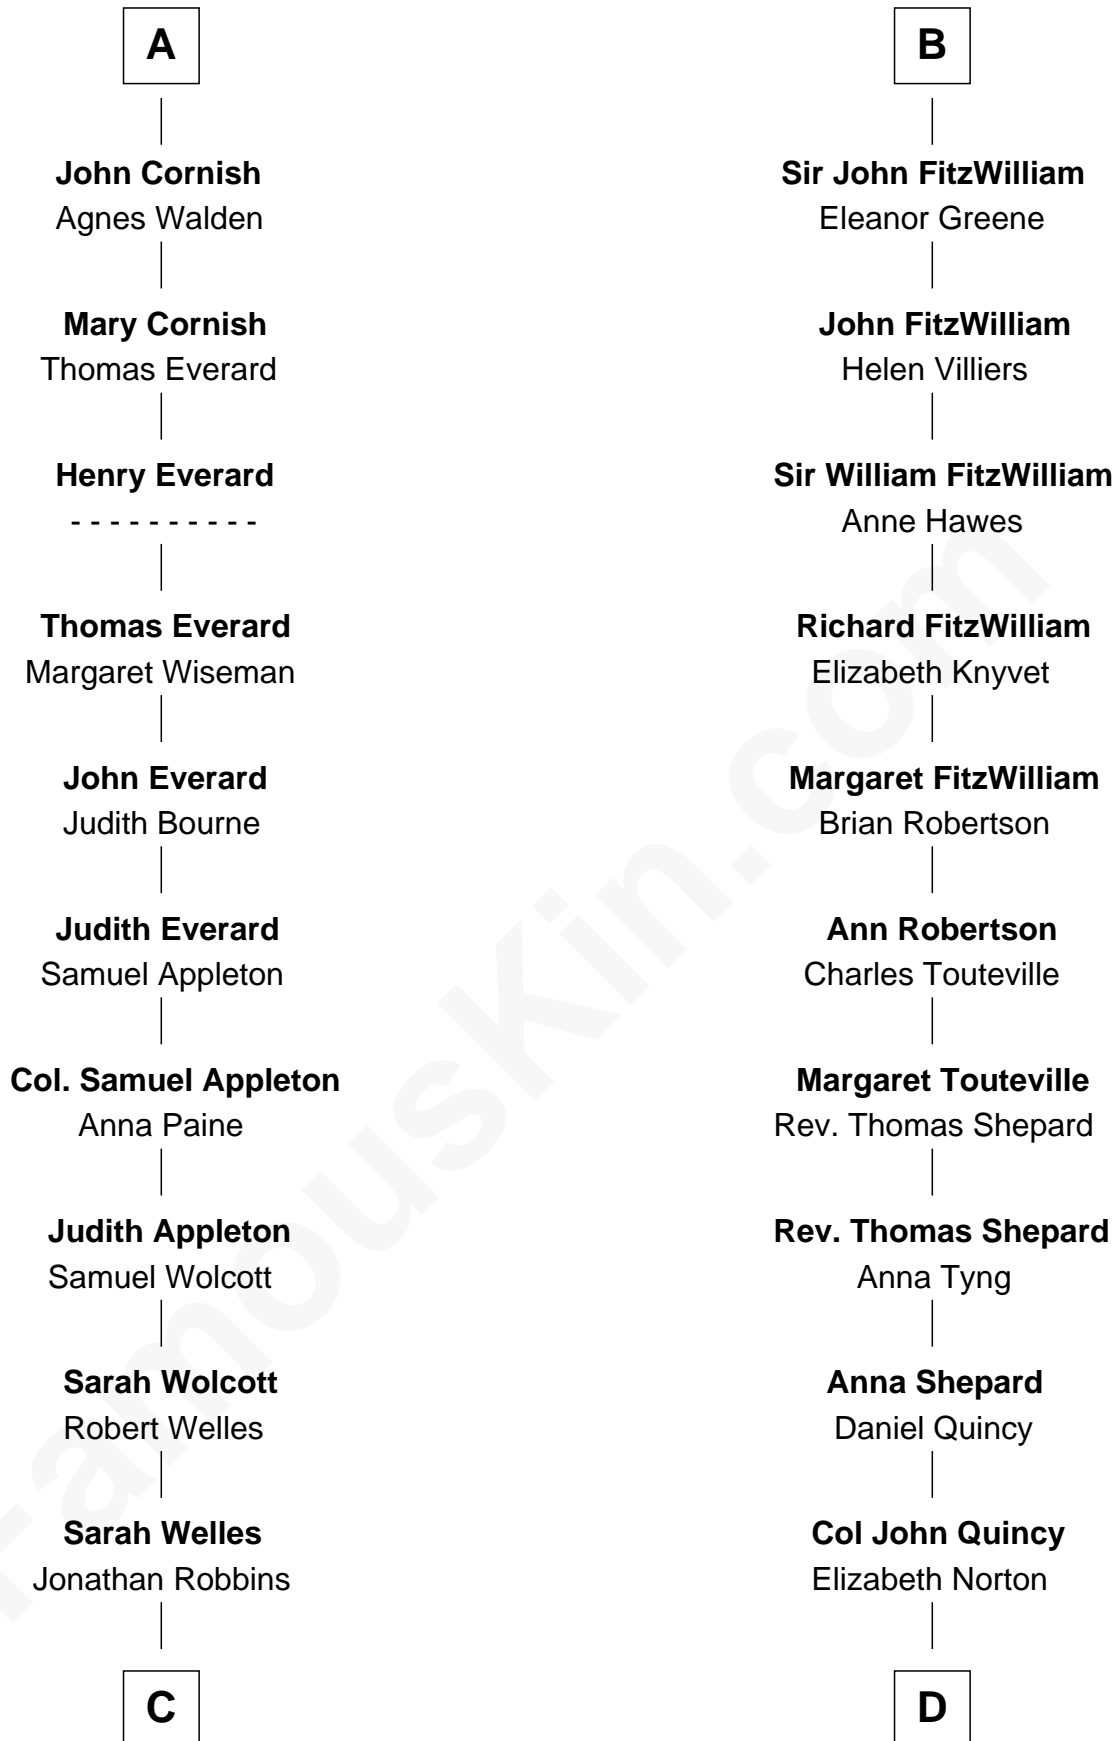 A
John Cornish
Agnes Walden
Mary Cornish
Thomas Everard
Henry Everard
- - - - - - - - - -
Thomas Everard
Margaret Wiseman
John Everard
Judith Bourne
Judith Everard
Samuel Appleton
Col. Samuel Appleton
Anna Paine
Judith Appleton
Samuel Wolcott
Sarah Wolcott
Robert Welles
Sarah Welles
Jonathan Robbins
C
B
Sir John FitzWilliam
Eleanor Greene
John FitzWilliam
Helen Villiers
Sir William FitzWilliam
Anne Hawes
Richard FitzWilliam
Elizabeth Knyvet
Margaret FitzWilliam
Brian Robertson
Ann Robertson
Charles Touteville
Margaret Touteville
Rev. Thomas Shepard
Rev. Thomas Shepard
Anna Tyng
Anna Shepard
Daniel Quincy
Col John Quincy
Elizabeth Norton
D
FamousKin.com